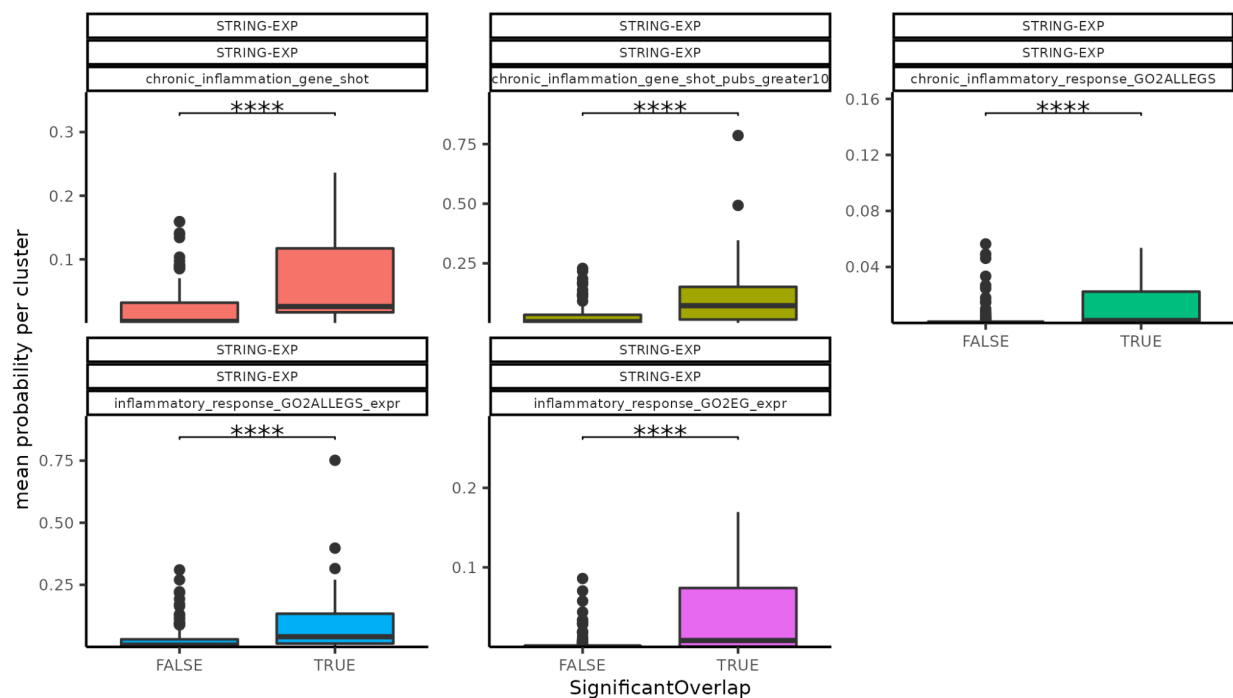 STRING-EXP
STRING-EXP
chronic_inflammation_gene_shot
STRING-EXP
STRING-EXP
chronic_inflammation_gene_shot_pubs_greater10
STRING-EXP
STRING-EXP
chronic_inflammatory_response_GO2ALLEGS
****
0.3
0.2
0.1
****
0.75
0.50
0.25
****
0.16
0.12
0.08
0.04
FALSE
TRUE
STRING-EXP
STRING-EXP
inflammatory_response_GO2ALLEGS_expr
STRING-EXP
STRING-EXP
inflammatory_response_GO2EG_expr
****
0.75
0.50
0.25
FALSE
TRUE
****
0.2
0.1
FALSE
TRUE
mean probability per cluster
SignificantOverlap